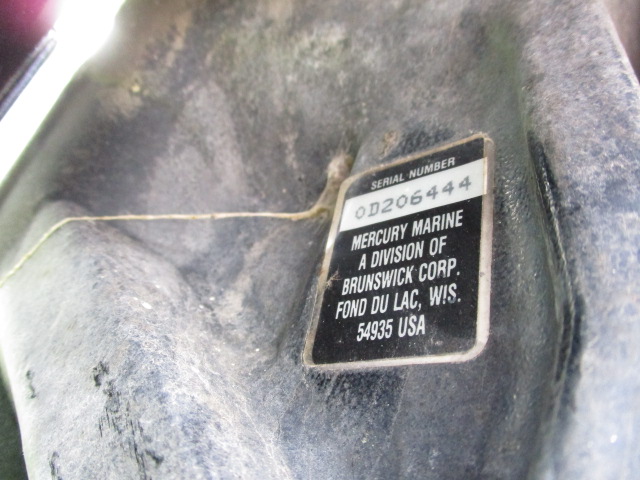 SERIAL NUMBER
0D206444
MERCURY MARINE
A DIVISION OF
BRUNSWICK CORP.
FOND DU LAC, WIS.
54935 USA